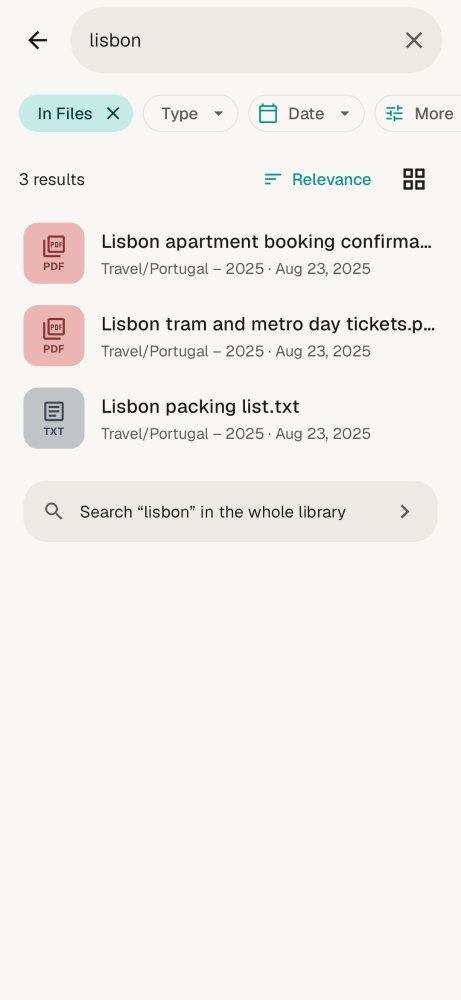 lisbon
In Files
Type
Date
More
3 results
Relevance
PDF
PDF
Lisbon apartment booking confirma...
Travel/Portugal – 2025 · Aug 23, 2025
PDF
PDF
Lisbon tram and metro day tickets.p...
Travel/Portugal – 2025 · Aug 23, 2025
TXT
Lisbon packing list.txt
Travel/Portugal – 2025 · Aug 23, 2025
Search “lisbon” in the whole library